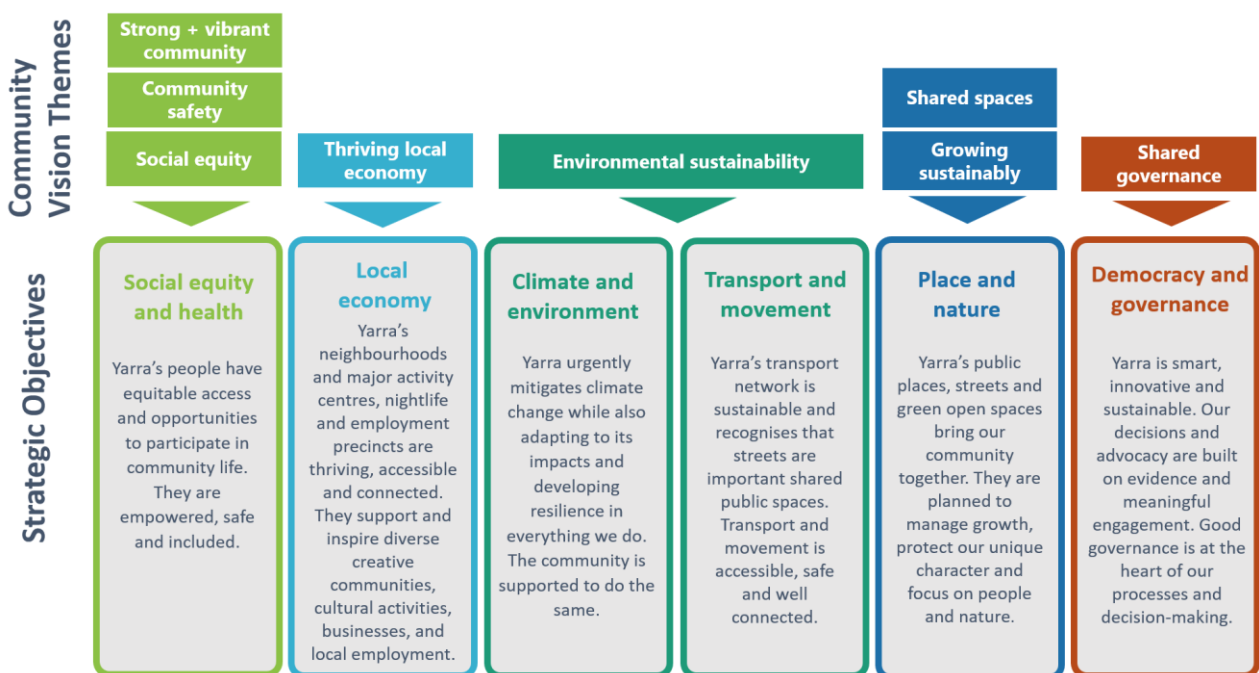 Community
Vision Themes
Strong + vibrant
community
Community
safety
Social equity
Thriving local
economy
Environmental sustainability
Shared spaces
Growing
sustainably
Shared
governance
Strategic Objectives
Social equity
and health
Yarra’s people have
equitable access
and opportunities
to participate in
community life.
They are
empowered, safe
and included.
Local
economy
Yarra’s
neighbourhoods
and major activity
centres, nightlife
and employment
precincts are
thriving, accessible
and connected.
They support and
inspire diverse
creative
communities,
cultural activities,
businesses, and
local employment.
Climate and
environment
Yarra urgently
mitigates climate
change while also
adapting to its
impacts and
developing
resilience in
everything we do.
The community is
supported to do the
same.
Transport and
movement
Yarra’s transport
network is
sustainable and
recognises that
streets are
important shared
public spaces.
Transport and
movement is
accessible, safe
and well
connected.
Place and
nature
Yarra’s public
places, streets and
green open spaces
bring our
community
together. They are
planned to
manage growth,
protect our unique
character and
focus on people
and nature.
Democracy and
governance
Yarra is smart,
innovative and
sustainable. Our
decisions and
advocacy are built
on evidence and
meaningful
engagement. Good
governance is at the
heart of our
processes and
decision-making.